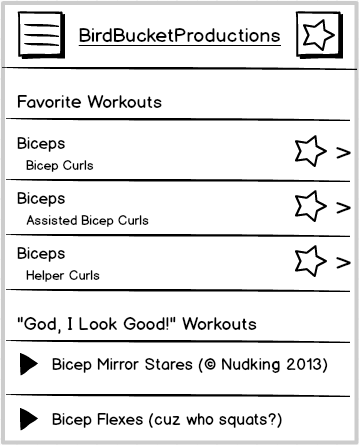 BirdBucketProductions
Favorite Workouts
Biceps
Bicep Curls
>
Biceps
Assisted Bicep Curls
>
Biceps
Helper Curls
>
"God, I Look Good!" Workouts
Bicep Mirror Stares (© Nudking 2013)
Bicep Flexes (cuz who squats?)